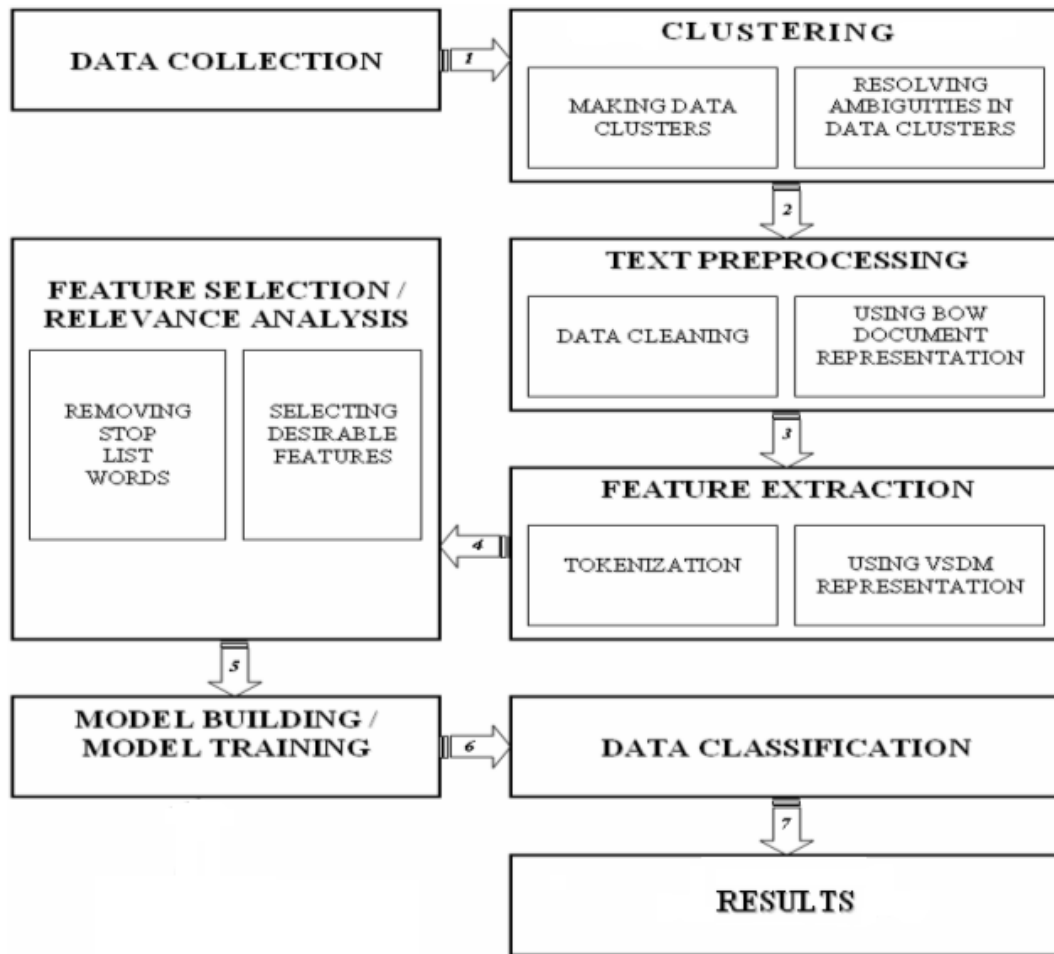 DATA COLLECTION
1
CLUSTERING
MAKING DATA
CLUSTERS
RESOLVING
AMBIGUITIES IN
DATA CLUSTERS
2
TEXT PREPROCESSING
DATA CLEANING
USING BOW
DOCUMENT
REPRESENTATION
3
FEATURE EXTRACTION
TOKENIZATION
USING VSDM
REPRESENTATION
4
FEATURE SELECTION /
RELEVANCE ANALYSIS
REMOVING
STOP
LIST
WORDS
SELECTING
DESIRABLE
FEATURES
5
MODEL BUILDING /
MODEL TRAINING
6
DATA CLASSIFICATION
7
RESULTS